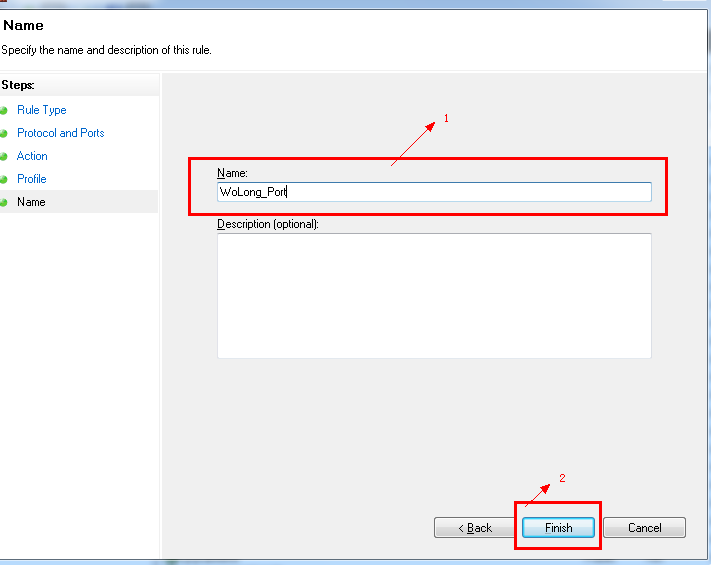 Name
Specify the name and description of this rule.
Steps:
Rule Type
Protocol and Ports
Action
Profile
Name
1
Name:
WoLong_Port
Description (optional):
2
< Back
Finish
Cancel